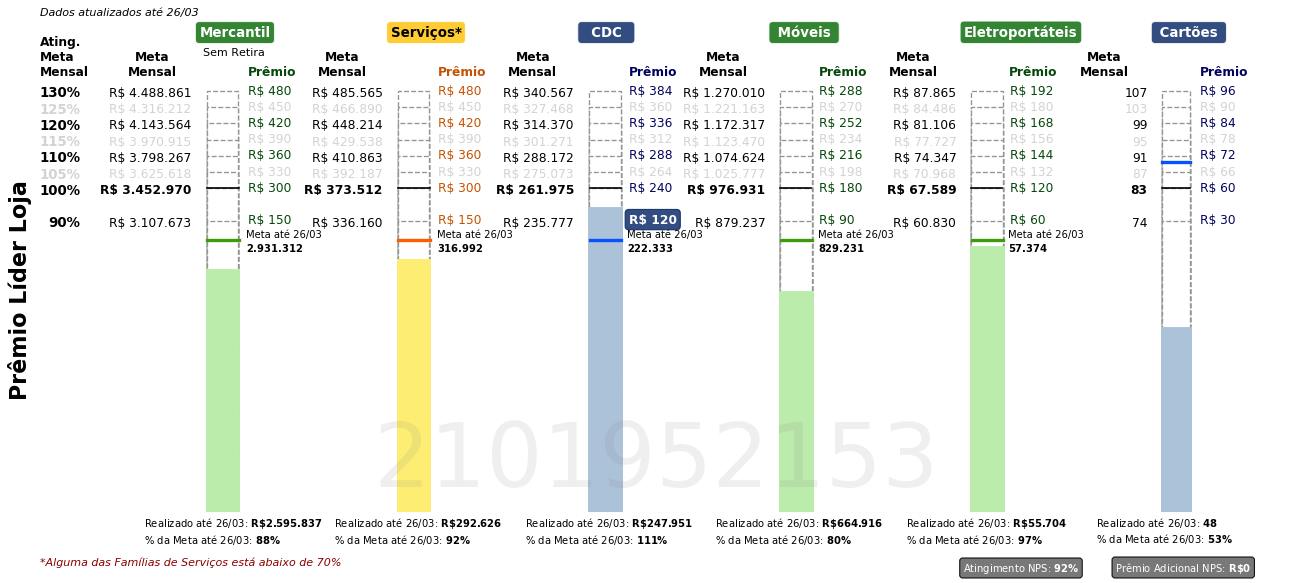 Dados atualizados até 26/03
Mercantil Serviços* CDC Móveis Eletroportáteis Cartões
Sem Retira
Ating. Meta Mensal
Meta Mensal Prêmio Meta Mensal Prêmio Meta Mensal Prêmio Meta Mensal Prêmio Meta Mensal Prêmio Meta Mensal Prêmio
130% R$ 4.488.861 R$ 480 R$ 485.565 R$ 480 R$ 340.567 R$ 384 R$ 1.270.010 R$ 288 R$ 87.865 R$ 192 107 R$ 96
125% R$ 4.316.212 R$ 450 R$ 466.890 R$ 450 R$ 327.468 R$ 360 R$ 1.221.163 R$ 270 R$ 84.486 R$ 180 103 R$ 90
120% R$ 4.143.564 R$ 420 R$ 448.214 R$ 420 R$ 314.370 R$ 336 R$ 1.172.317 R$ 252 R$ 81.106 R$ 168 99 R$ 84
115% R$ 3.970.915 R$ 390 R$ 429.538 R$ 390 R$ 301.271 R$ 312 R$ 1.123.470 R$ 234 R$ 77.727 R$ 156 95 R$ 78
110% R$ 3.798.267 R$ 360 R$ 410.863 R$ 360 R$ 288.172 R$ 288 R$ 1.074.624 R$ 216 R$ 74.347 R$ 144 91 R$ 72
105% R$ 3.625.618 R$ 330 R$ 392.187 R$ 330 R$ 275.073 R$ 264 R$ 1.025.777 R$ 198 R$ 70.968 R$ 132 87 R$ 66
100% R$ 3.452.970 R$ 300 R$ 373.512 R$ 300 R$ 261.975 R$ 240 R$ 976.931 R$ 180 R$ 67.589 R$ 120 83 R$ 60
90% R$ 3.107.673 R$ 150 R$ 336.160 R$ 150 R$ 235.777 R$ 120 R$ 879.237 R$ 90 R$ 60.830 R$ 60 74 R$ 30
Meta até 26/03 Meta até 26/03 Meta até 26/03 Meta até 26/03 Meta até 26/03
2.931.312 316.992 222.333 829.231 57.374
Prêmio Líder Loja
2101952153
Realizado até 26/03: R$2.595.837 Realizado até 26/03: R$292.626 Realizado até 26/03: R$247.951 Realizado até 26/03: R$664.916 Realizado até 26/03: R$55.704 Realizado até 26/03: 48
% da Meta até 26/03: 88% % da Meta até 26/03: 92% % da Meta até 26/03: 111% % da Meta até 26/03: 80% % da Meta até 26/03: 97% % da Meta até 26/03: 53%
*Alguma das Famílias de Serviços está abaixo de 70%
Atingimento NPS: 92% Prêmio Adicional NPS: R$0